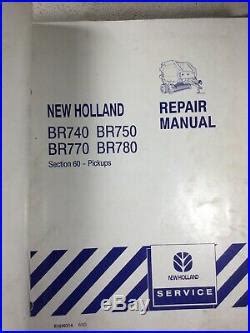 NEW HOLLAND
BR740 BR750
BR770 BR780
Section 60 - Pickups
REPAIR
MANUAL
NEW HOLLAND
SERVICE